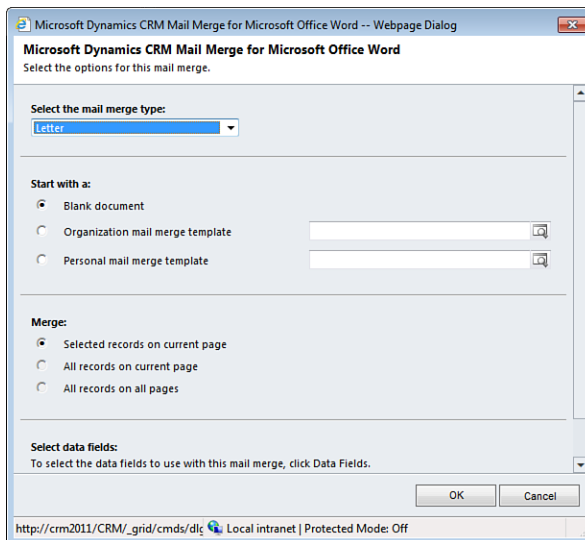 Microsoft Dynamics CRM Mail Merge for Microsoft Office Word -- Webpage Dialog
Microsoft Dynamics CRM Mail Merge for Microsoft Office Word
Select the options for this mail merge.
Select the mail merge type:
Letter
Start with a:
Blank document
Organization mail merge template
Personal mail merge template
Merge:
Selected records on current page
All records on current page
All records on all pages
Select data fields:
To select the data fields to use with this mail merge, click Data Fields.
OK Cancel
http://crm2011/CRM/_grid/cmds/dlg Local intranet | Protected Mode: Off